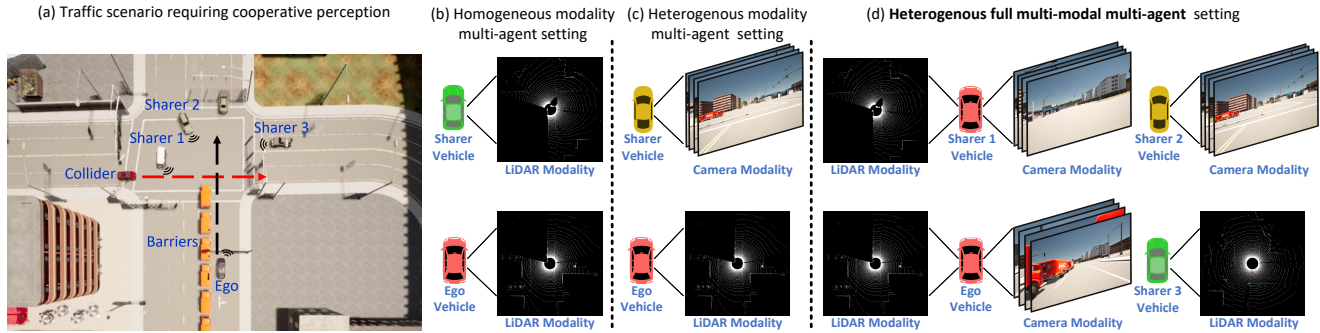 (a) Traffic scenario requiring cooperative perception
Sharer 2
Sharer 1
Sharer 3
Collider
Barriers
Ego
(b) Homogeneous modality
multi-agent setting
Sharer
Vehicle
LiDAR Modality
Ego
Vehicle
LiDAR Modality
(c) Heterogenous modality
multi-agent setting
Sharer
Vehicle
Camera Modality
Ego
Vehicle
LiDAR Modality
(d) Heterogenous full multi-modal multi-agent setting
LiDAR Modality
Sharer 1
Vehicle
Camera Modality
Sharer 2
Vehicle
Camera Modality
LiDAR Modality
Ego
Vehicle
Camera Modality
Sharer 3
Vehicle
LiDAR Modality